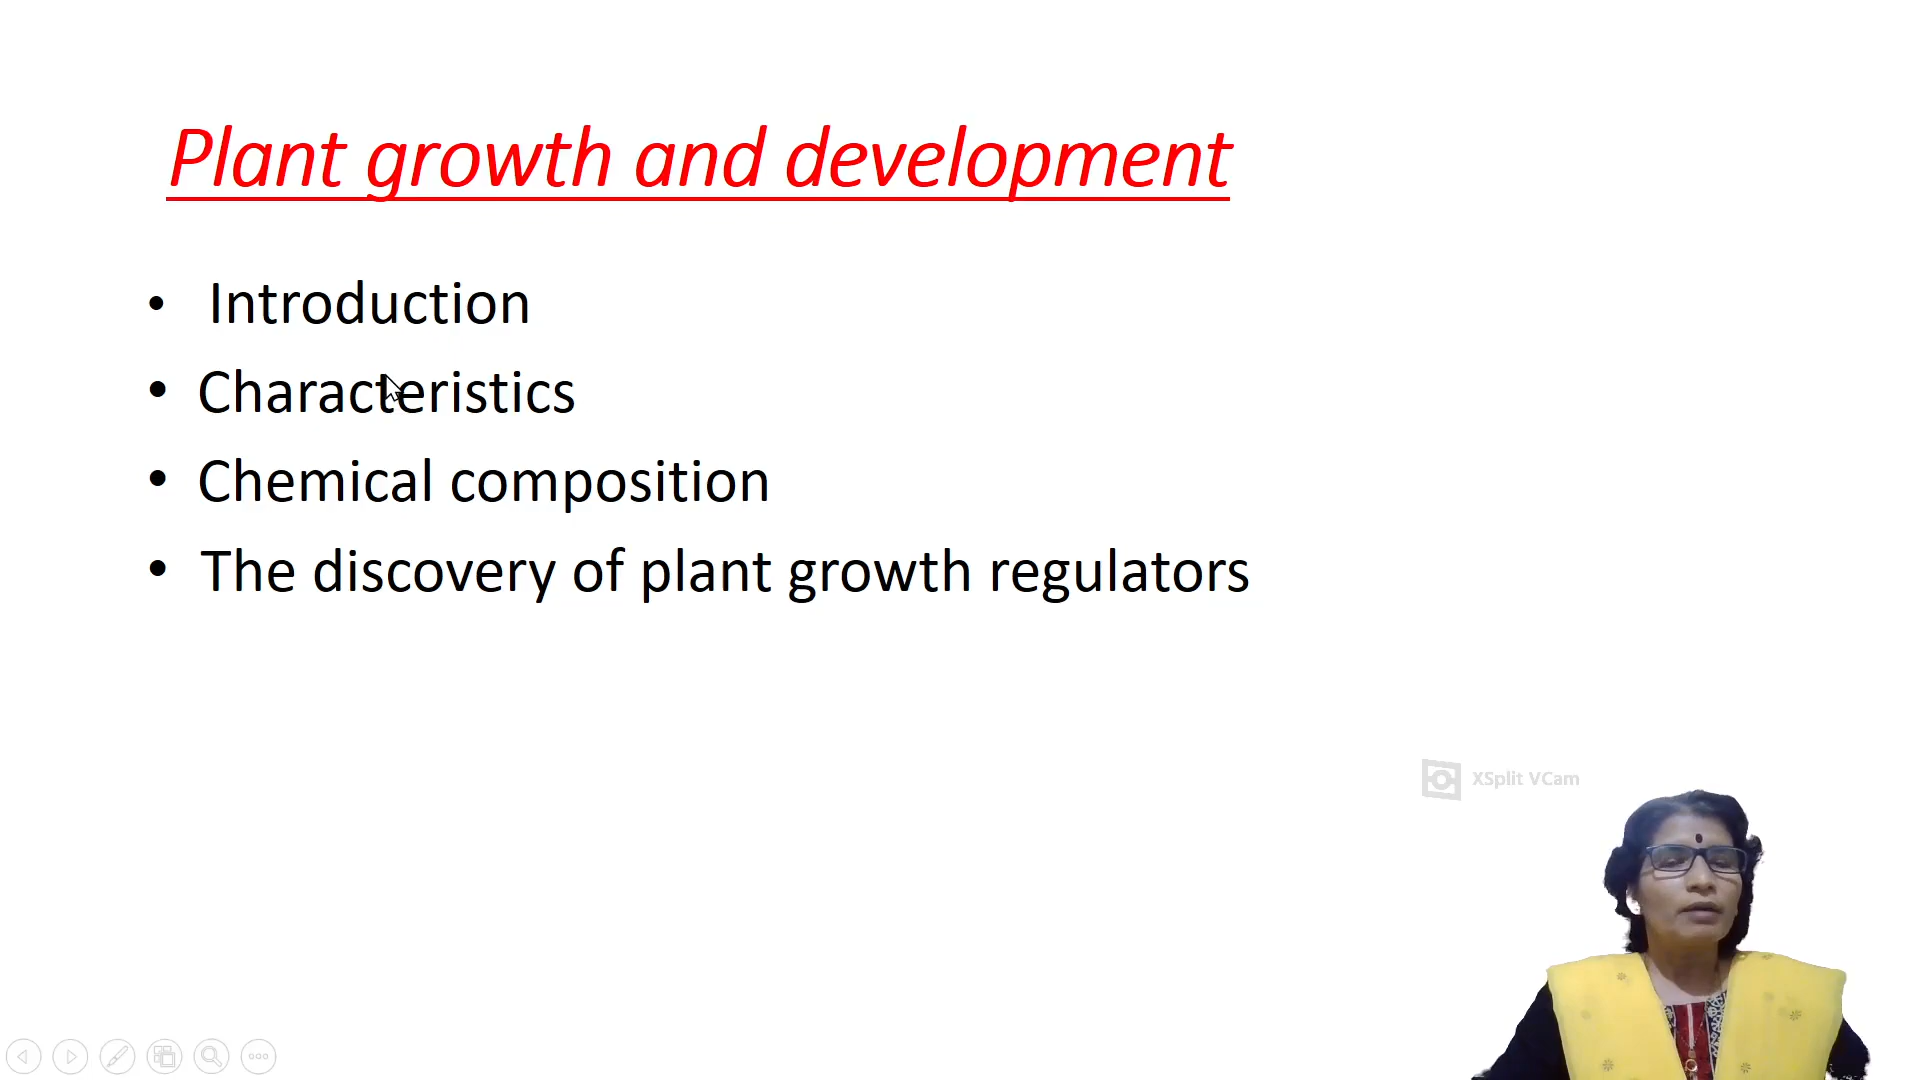 Plant growth and development
• Introduction
• Characteristics
• Chemical composition
• The discovery of plant growth regulators
XSplit VCam